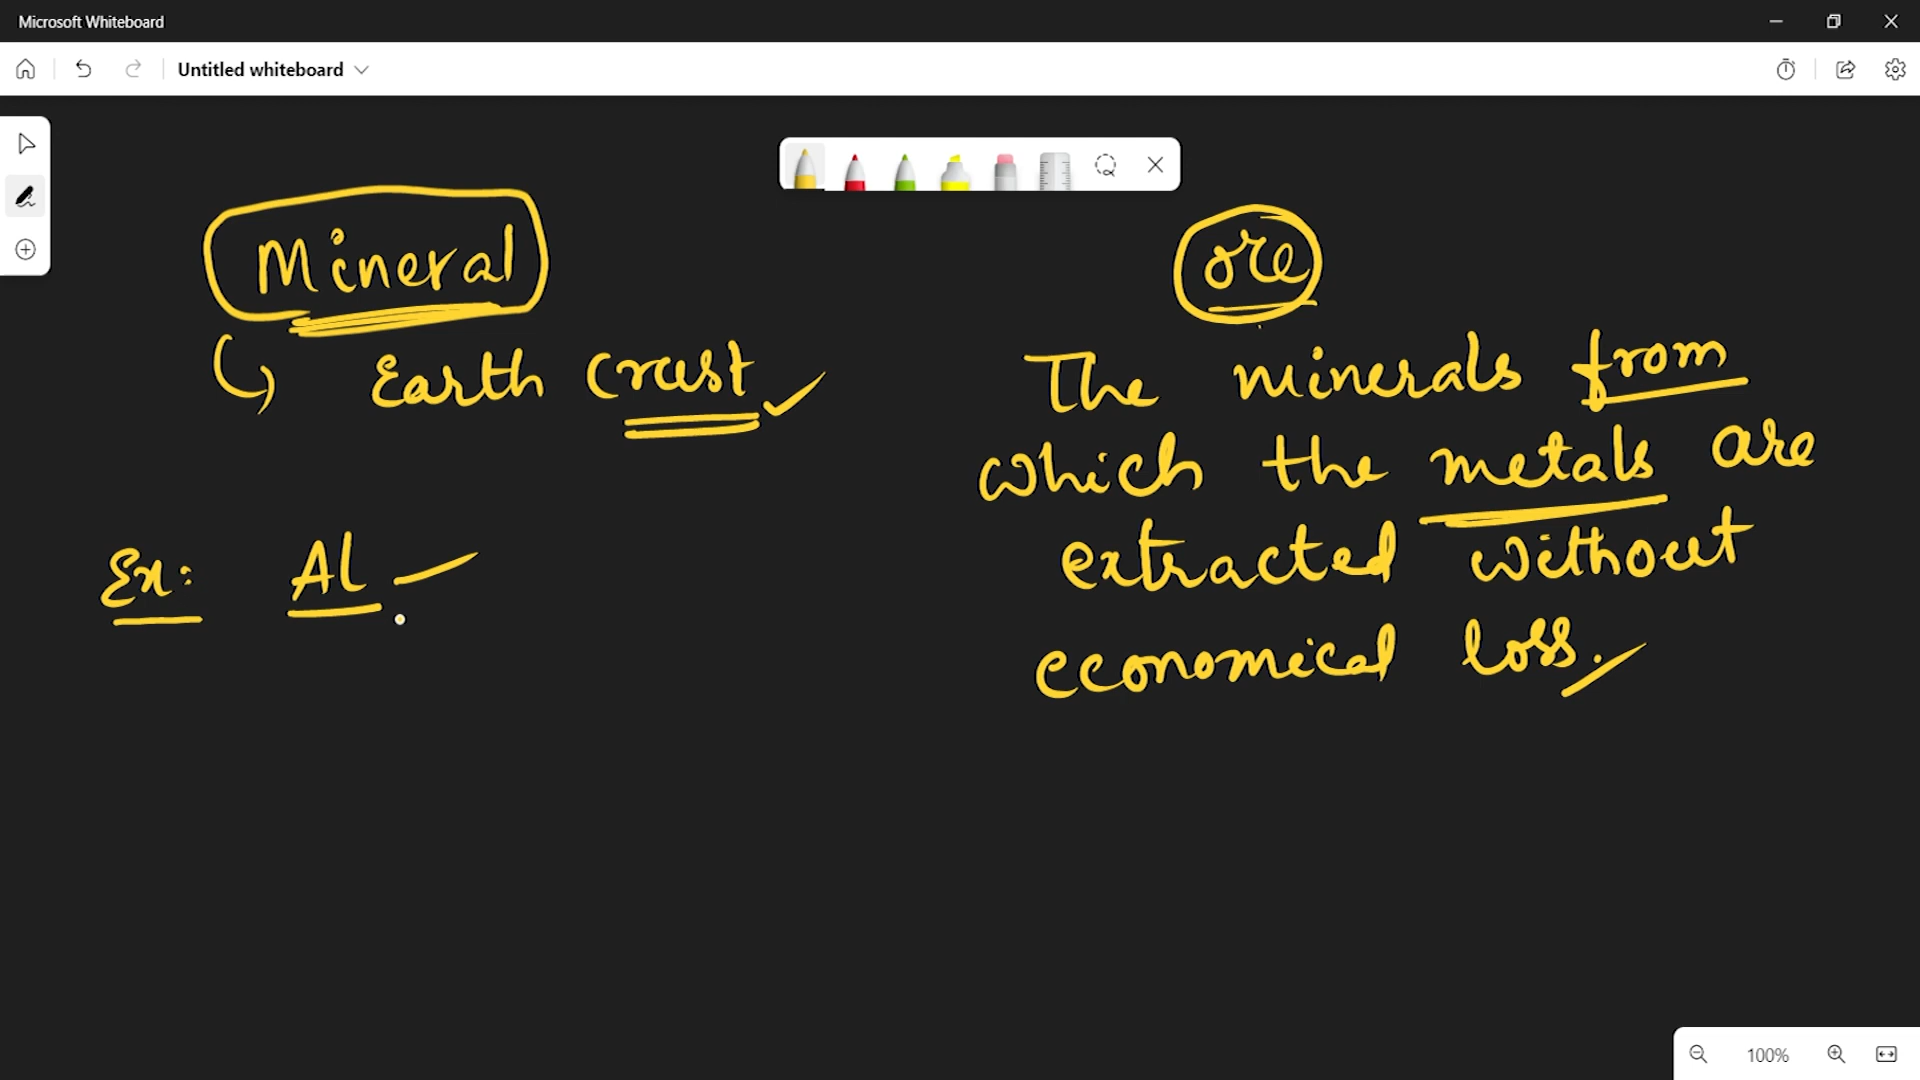 Microsoft Whiteboard
Untitled whiteboard
Mineral
Earth Crust
Ex: Al
ore
The minerals from
which the metals are
extracted without
economical loss.
100%